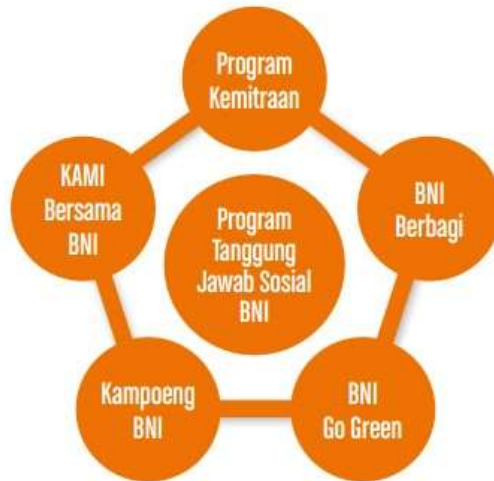 Program
Kemitraan
KAMI
Bersama
BNI
BNI
Berbagi
Program
Tanggung
Jawab Sosial
BNI
Kampoeng
BNI
BNI
Go Green